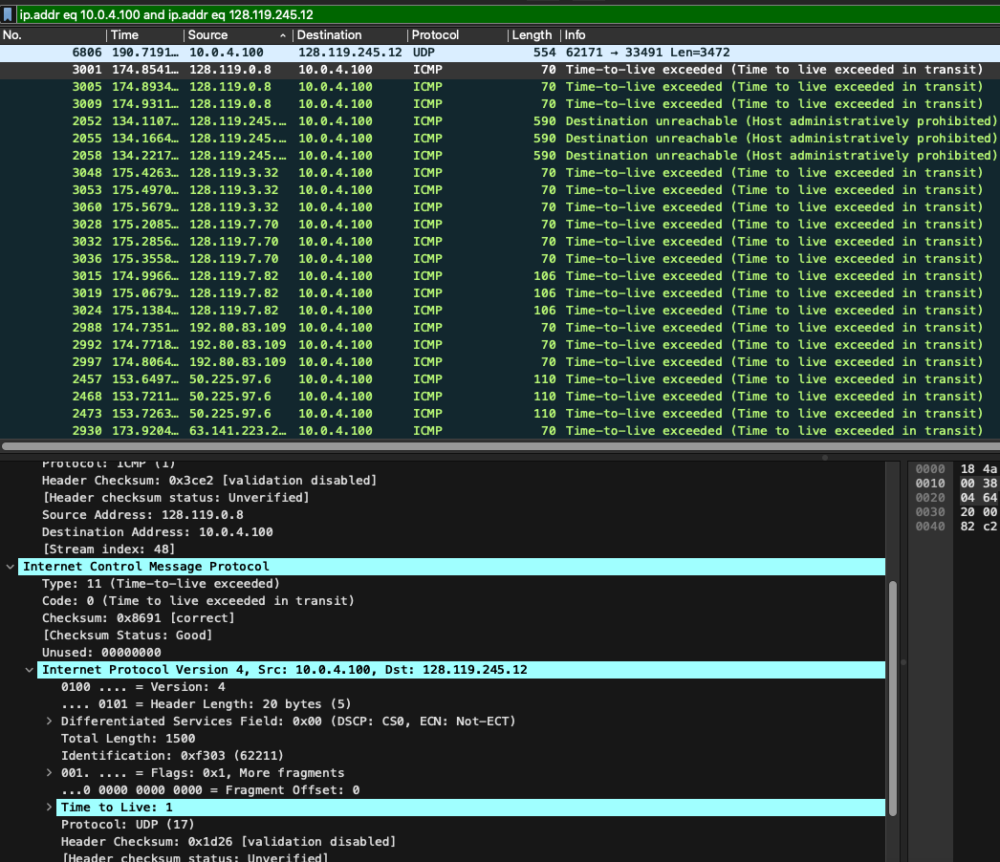 ip.addr eq 10.0.4.100 and ip.addr eq 128.119.245.12
No. Time Source Destination Protocol Length Info
6806 190.7191… 10.0.4.100 128.119.245.12 UDP 554 62171 → 33491 Len=3472
3001 174.8541… 128.119.0.8 10.0.4.100 ICMP 70 Time-to-live exceeded (Time to live exceeded in transit)
3005 174.8934… 128.119.0.8 10.0.4.100 ICMP 70 Time-to-live exceeded (Time to live exceeded in transit)
3009 174.9311… 128.119.0.8 10.0.4.100 ICMP 70 Time-to-live exceeded (Time to live exceeded in transit)
2052 134.1107… 128.119.245.… 10.0.4.100 ICMP 590 Destination unreachable (Host administratively prohibited)
2055 134.1664… 128.119.245.… 10.0.4.100 ICMP 590 Destination unreachable (Host administratively prohibited)
2058 134.2217… 128.119.245.… 10.0.4.100 ICMP 590 Destination unreachable (Host administratively prohibited)
3048 175.4263… 128.119.3.32 10.0.4.100 ICMP 70 Time-to-live exceeded (Time to live exceeded in transit)
3053 175.4970… 128.119.3.32 10.0.4.100 ICMP 70 Time-to-live exceeded (Time to live exceeded in transit)
3060 175.5679… 128.119.3.32 10.0.4.100 ICMP 70 Time-to-live exceeded (Time to live exceeded in transit)
3028 175.2085… 128.119.7.70 10.0.4.100 ICMP 70 Time-to-live exceeded (Time to live exceeded in transit)
3032 175.2856… 128.119.7.70 10.0.4.100 ICMP 70 Time-to-live exceeded (Time to live exceeded in transit)
3036 175.3558… 128.119.7.70 10.0.4.100 ICMP 70 Time-to-live exceeded (Time to live exceeded in transit)
3015 174.9966… 128.119.7.82 10.0.4.100 ICMP 106 Time-to-live exceeded (Time to live exceeded in transit)
3019 175.0679… 128.119.7.82 10.0.4.100 ICMP 106 Time-to-live exceeded (Time to live exceeded in transit)
3024 175.1384… 128.119.7.82 10.0.4.100 ICMP 106 Time-to-live exceeded (Time to live exceeded in transit)
2988 174.7351… 192.80.83.109 10.0.4.100 ICMP 70 Time-to-live exceeded (Time to live exceeded in transit)
2992 174.7718… 192.80.83.109 10.0.4.100 ICMP 70 Time-to-live exceeded (Time to live exceeded in transit)
2997 174.8064… 192.80.83.109 10.0.4.100 ICMP 70 Time-to-live exceeded (Time to live exceeded in transit)
2457 153.6497… 50.225.97.6 10.0.4.100 ICMP 110 Time-to-live exceeded (Time to live exceeded in transit)
2468 153.7211… 50.225.97.6 10.0.4.100 ICMP 110 Time-to-live exceeded (Time to live exceeded in transit)
2473 153.7263… 50.225.97.6 10.0.4.100 ICMP 110 Time-to-live exceeded (Time to live exceeded in transit)
2930 173.9204… 63.141.223.2… 10.0.4.100 ICMP 70 Time-to-live exceeded (Time to live exceeded in transit)
Protocol: ICMP (1)
Header Checksum: 0x3ce2 [validation disabled]
[Header checksum status: Unverified]
Source Address: 128.119.0.8
Destination Address: 10.0.4.100
[Stream index: 48]
Internet Control Message Protocol
Type: 11 (Time-to-live exceeded)
Code: 0 (Time to live exceeded in transit)
Checksum: 0x8691 [correct]
[Checksum Status: Good]
Unused: 00000000
Internet Protocol Version 4, Src: 10.0.4.100, Dst: 128.119.245.12
0100 .... = Version: 4
.... 0101 = Header Length: 20 bytes (5)
Differentiated Services Field: 0x00 (DSCP: CS0, ECN: Not-ECT)
Total Length: 1500
Identification: 0xf303 (62211)
001. .... = Flags: 0x1, More fragments
...0 0000 0000 0000 = Fragment Offset: 0
Time to Live: 1
Protocol: UDP (17)
Header Checksum: 0x1d26 [validation disabled]
[Header checksum status: Unverified]
0000 18 4a
0010 00 38
0020 04 64
0030 20 00
0040 82 c2